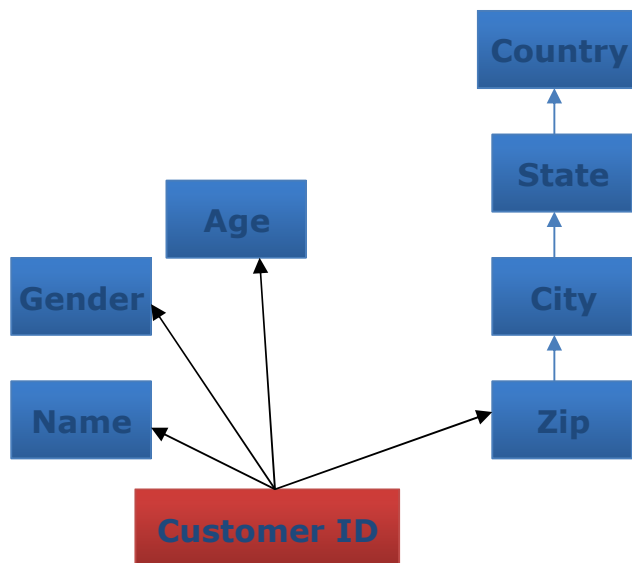 Country
State
Age
Gender
City
Name
Zip
Customer ID